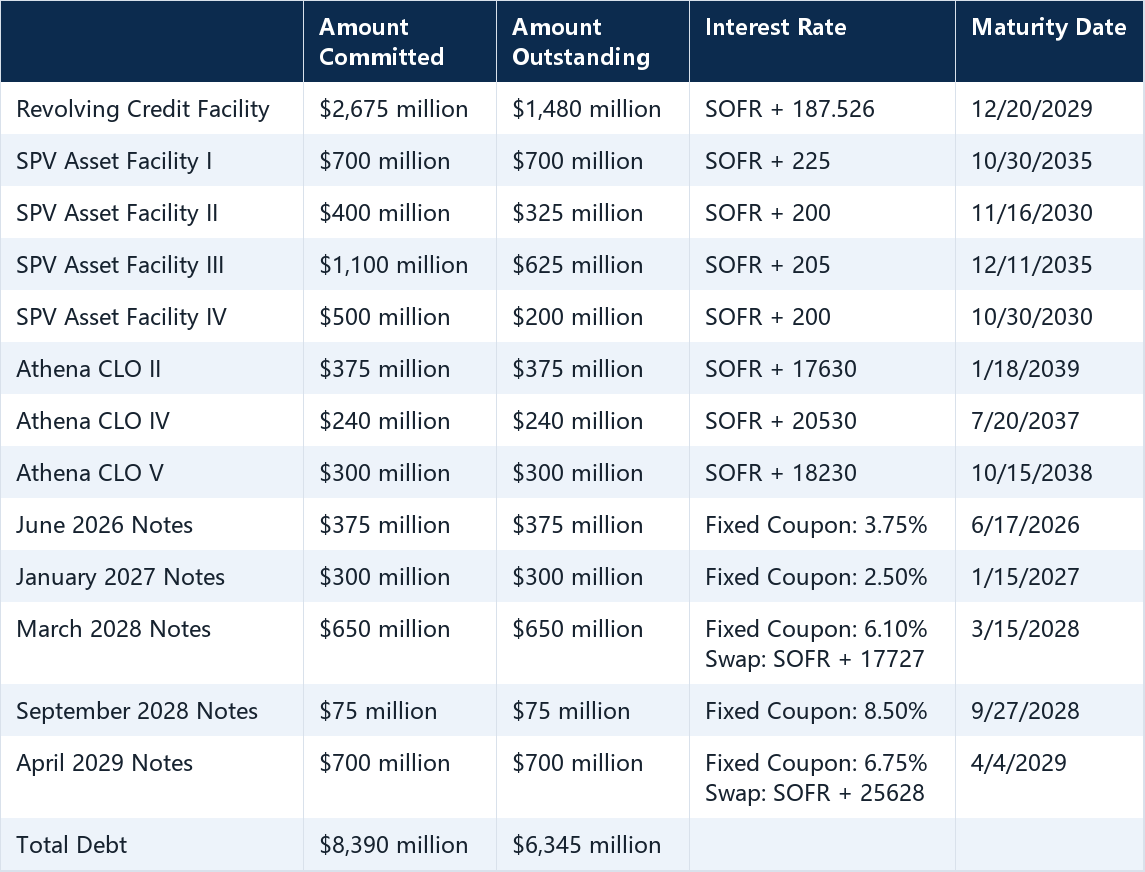 Amount Committed Amount Outstanding Interest Rate Maturity Date
Revolving Credit Facility $2,675 million $1,480 million SOFR + 187.526 12/20/2029
SPV Asset Facility I $700 million $700 million SOFR + 225 10/30/2035
SPV Asset Facility II $400 million $325 million SOFR + 200 11/16/2030
SPV Asset Facility III $1,100 million $625 million SOFR + 205 12/11/2035
SPV Asset Facility IV $500 million $200 million SOFR + 200 10/30/2030
Athena CLO II $375 million $375 million SOFR + 17630 1/18/2039
Athena CLO IV $240 million $240 million SOFR + 20530 7/20/2037
Athena CLO V $300 million $300 million SOFR + 18230 10/15/2038
June 2026 Notes $375 million $375 million Fixed Coupon: 3.75% 6/17/2026
January 2027 Notes $300 million $300 million Fixed Coupon: 2.50% 1/15/2027
March 2028 Notes $650 million $650 million Fixed Coupon: 6.10% 3/15/2028
Swap: SOFR + 17727
September 2028 Notes $75 million $75 million Fixed Coupon: 8.50% 9/27/2028
April 2029 Notes $700 million $700 million Fixed Coupon: 6.75% 4/4/2029
Swap: SOFR + 25628
Total Debt $8,390 million $6,345 million